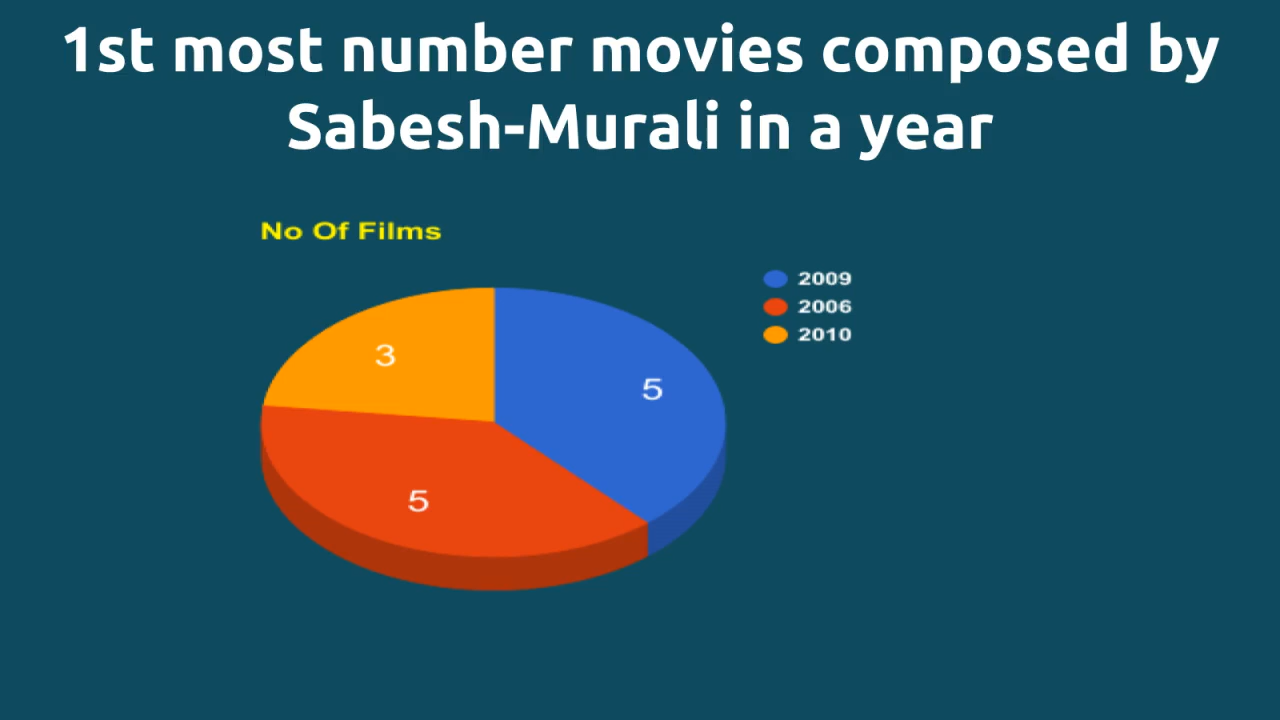 1st most number movies composed by
Sabesh-Murali in a year
No Of Films
2009
2006
2010
3
5
5